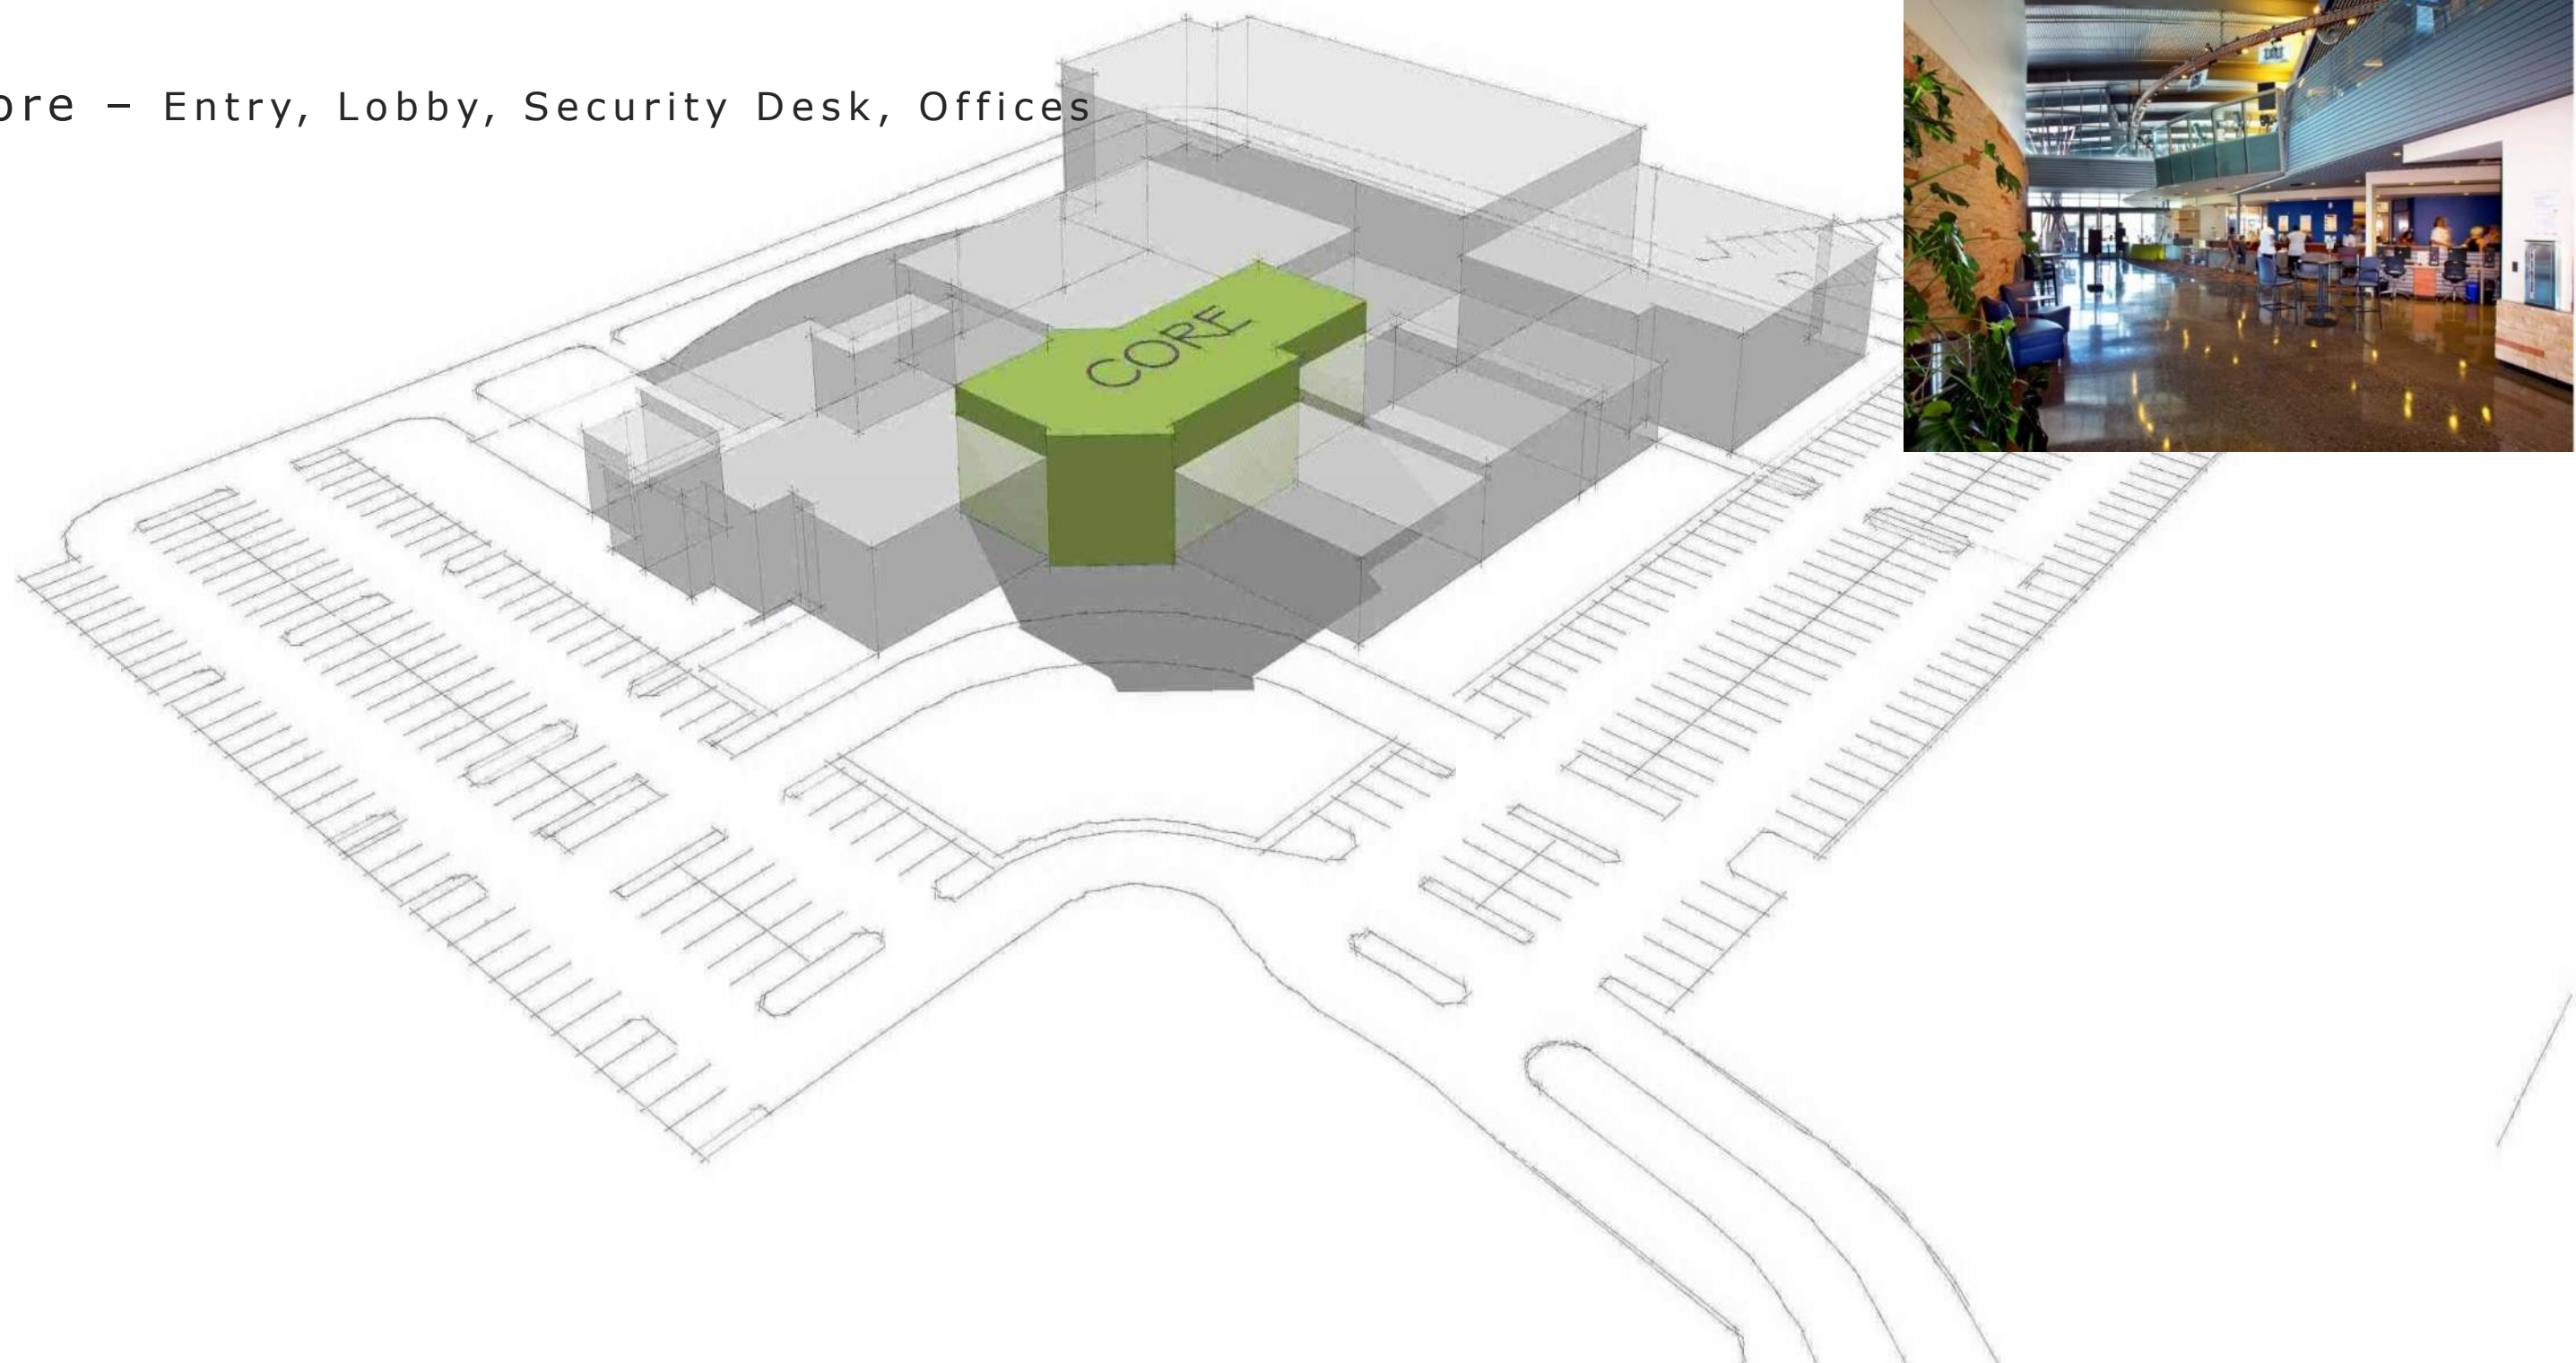 ore – Entry, Lobby, Security Desk, Offices
CORE